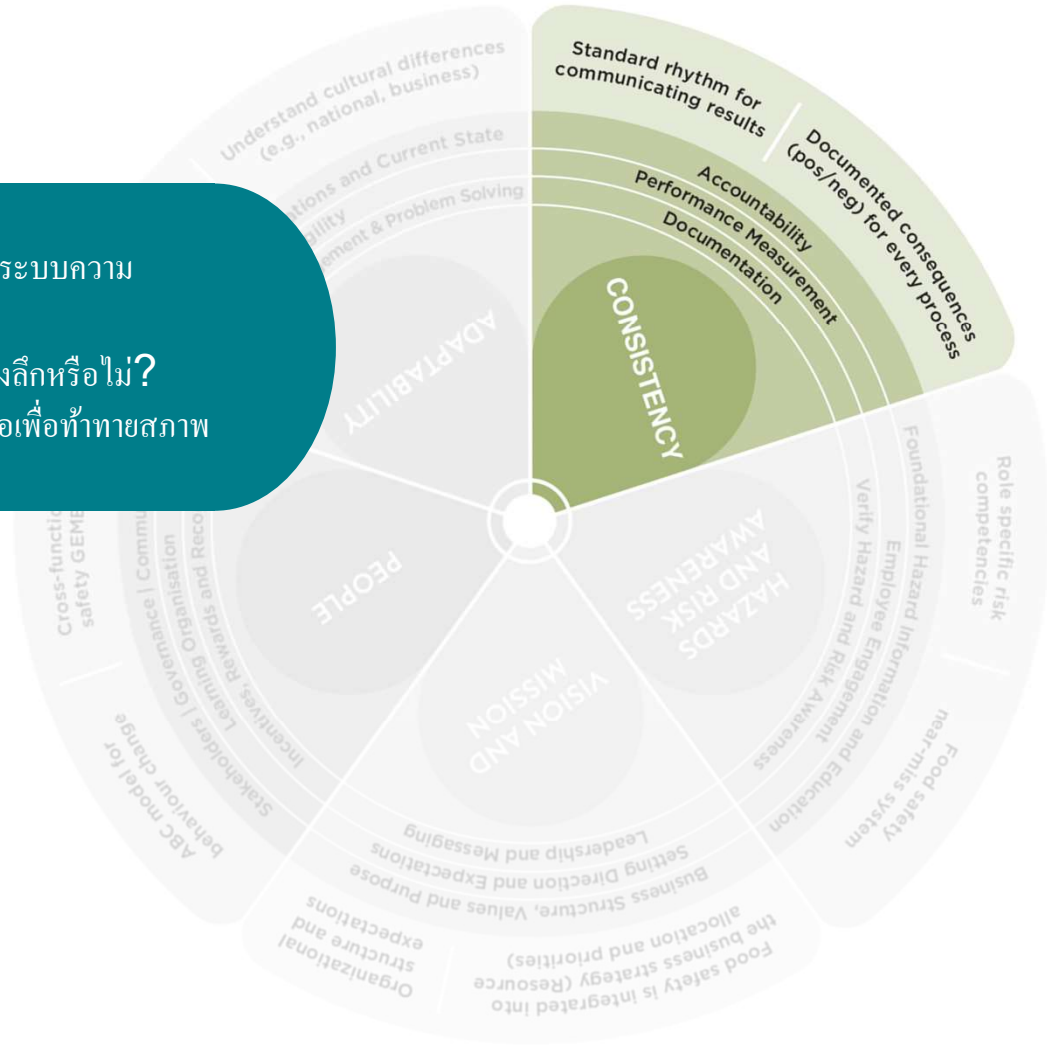 ระบบความ
งลึกหรือไม่?
อเพื่อท้าทายสภาพ
Understand cultural differences
(e.g., national, business)
tions and Current State
gility
ement & Problem Solving
ADAPTABILITY
Standard rhythm for
communicating results
Documented consequences
(pos/neg) for every process
Accountability
Performance Measurement
Documentation
CONSISTENCY
Role specific risk
competencies
Food safety
near-miss system
Foundational Hazard Information and Education
Employee Engagement
Verify Hazard and Risk Awareness
HAZARDS
AND RISK
AWARENESS
VISION AND
MISSION
Leadership and Messaging
Setting Direction and Expectations
Business Structure, Values and Purpose
Food safety is integrated into
the business strategy (Resource
allocation and priorities)
Organizational
structure and
expectations
PEOPLE
Incentives, Rewards and Reco
Learning Organisation
Stakeholders | Governance | Commu
ABC model for
behaviour change
Cross-functio
safety GEMB